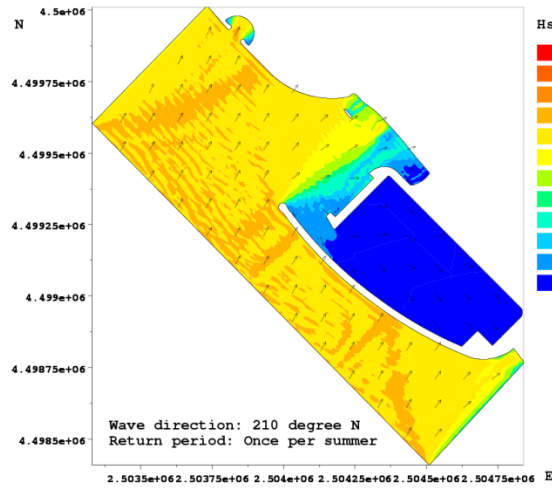 N
Hs
4.5e+06
4.49975e+06
4.4995e+06
4.49925e+06
4.499e+06
4.49875e+06
4.4985e+06
Wave direction: 210 degree N
Return period: Once per summer
2.5035e+06 2.50375e+06 2.504e+06 2.50425e+06 2.5045e+06 2.50475e+06 E